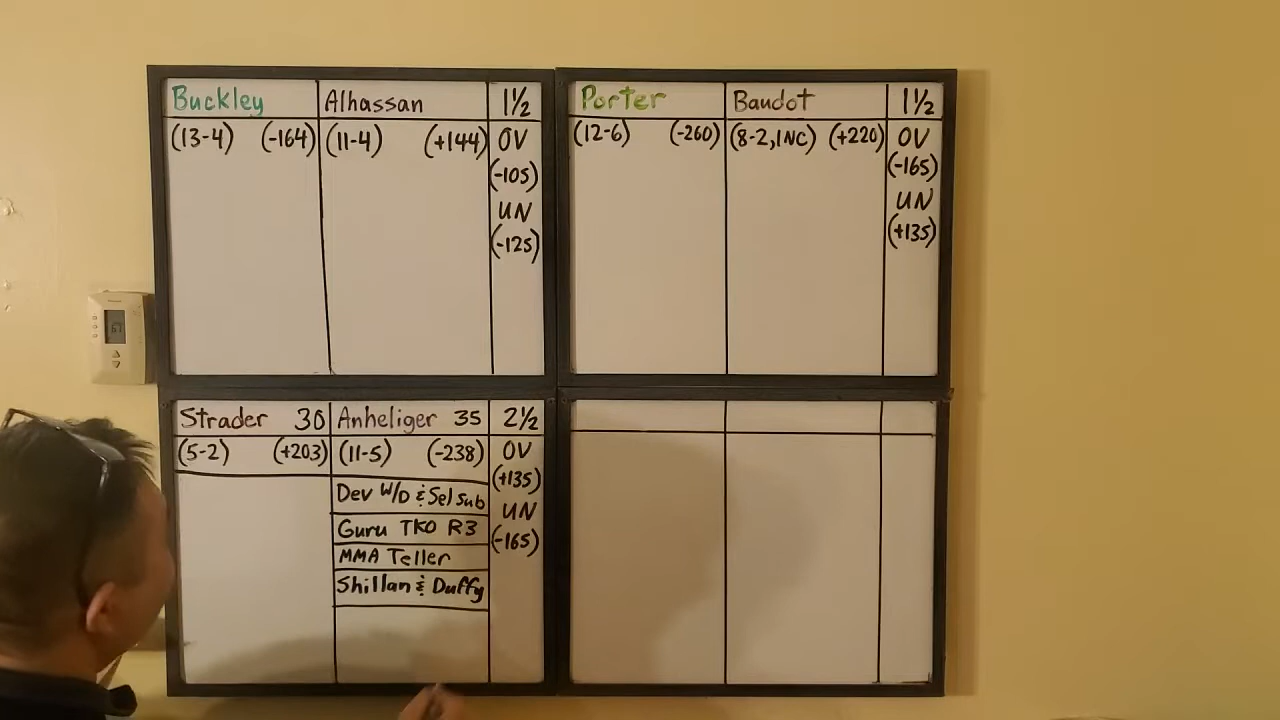 Buckley Alhassan 1½
(13-4) (-164) (11-4) (+144) OV
(-105)
UN
(-125)
Porter Baudot 1½
(12-6) (-260) (8-2,1NC) (+220) OV
(-165)
UN
(+135)
Strader 30 Anheliger 35 2½
(5-2) (+203) (11-5) (-238) OV
(+135)
UN
(-165)
Dev W/D & Sel sub
Guru TKO R3
MMA Teller
Shillan & Duffy